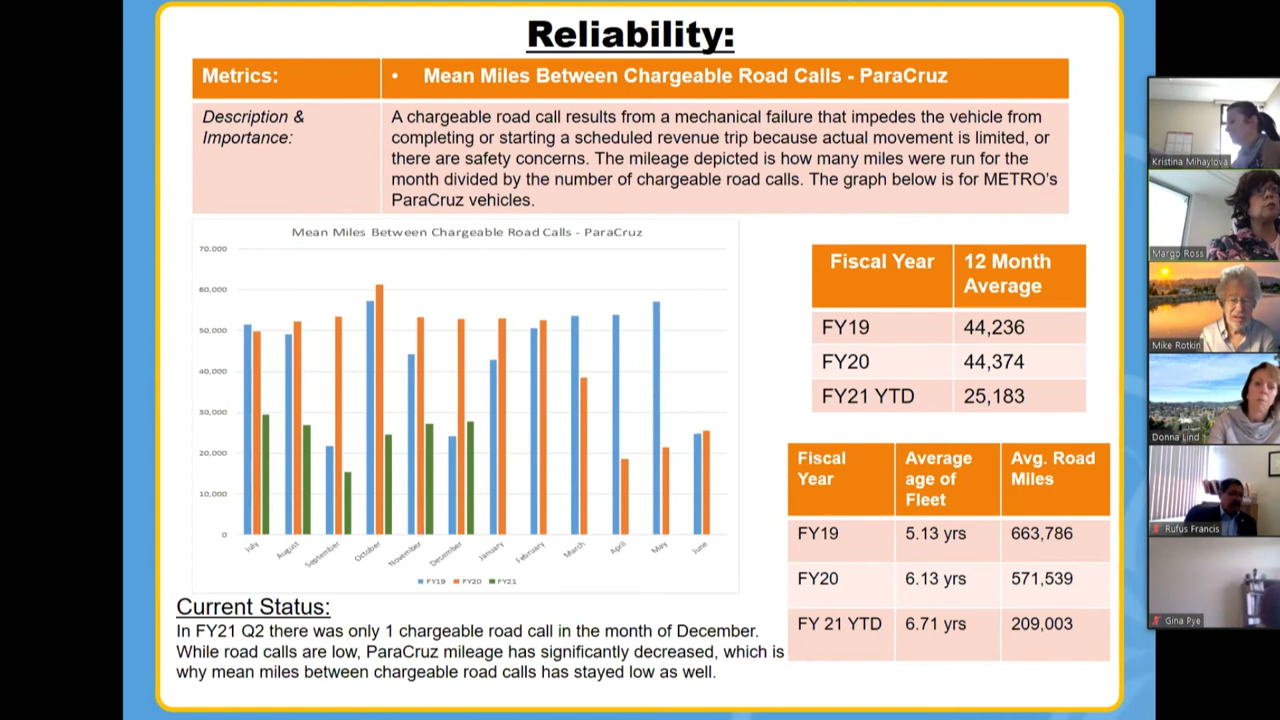 Reliability:
Metrics:
• Mean Miles Between Chargeable Road Calls - ParaCruz
Description &
Importance:
A chargeable road call results from a mechanical failure that impedes the vehicle from
completing or starting a scheduled revenue trip because actual movement is limited, or
there are safety concerns. The mileage depicted is how many miles were run for the
month divided by the number of chargeable road calls. The graph below is for METRO's
ParaCruz vehicles.
Mean Miles Between Chargeable Road Calls - ParaCruz
70,000
60,000
50,000
40,000
30,000
20,000
10,000
0
July
August
September
October
November
December
January
February
March
April
May
June
FY19 FY20 FY21
Fiscal Year
12 Month
Average
FY19 44,236
FY20 44,374
FY21 YTD 25,183
Fiscal
Year
Average
age of
Fleet
Avg. Road
Miles
FY19 5.13 yrs 663,786
FY20 6.13 yrs 571,539
FY 21 YTD 6.71 yrs 209,003
Current Status:
In FY21 Q2 there was only 1 chargeable road call in the month of December.
While road calls are low, ParaCruz mileage has significantly decreased, which is
why mean miles between chargeable road calls has stayed low as well.
Kristina Mihaylova
Margo Ross
Mike Rotkin
Donna Lind
Rufus Francis
Gina Pye